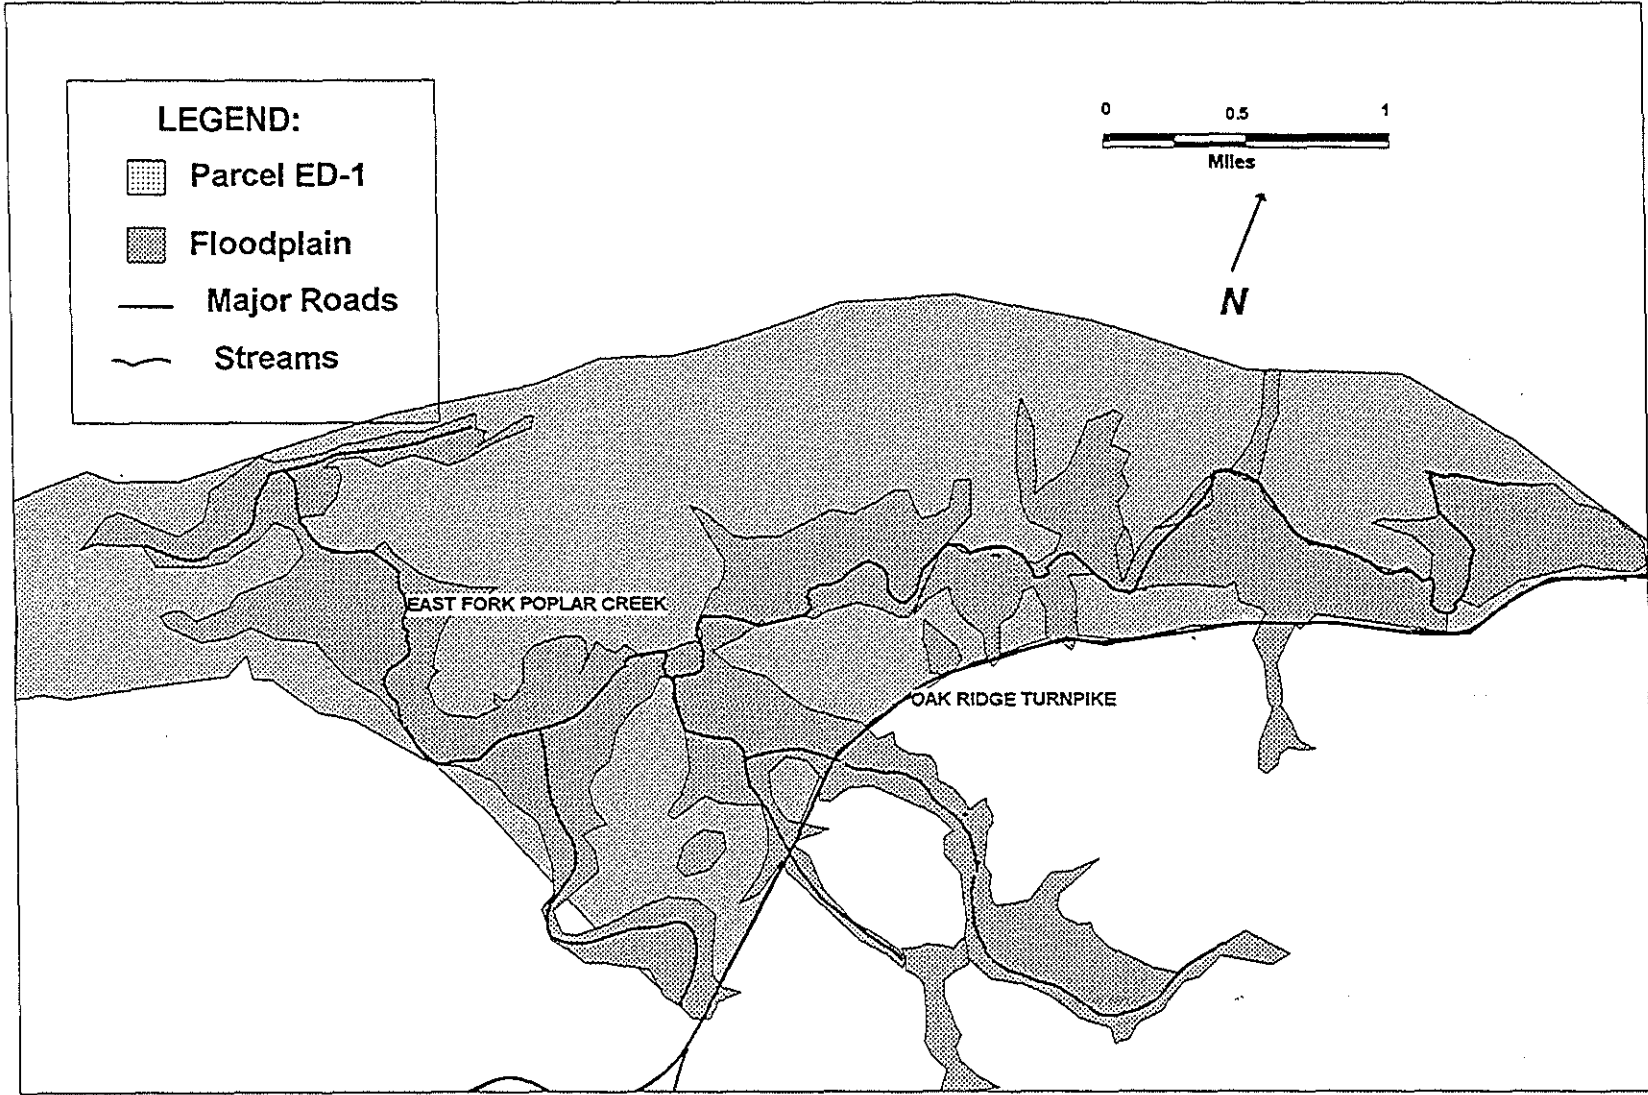 LEGEND:
Parcel ED-1
Floodplain
Major Roads
Streams
0 0.5 1
Miles
N
EAST FORK POPLAR CREEK
OAK RIDGE TURNPIKE